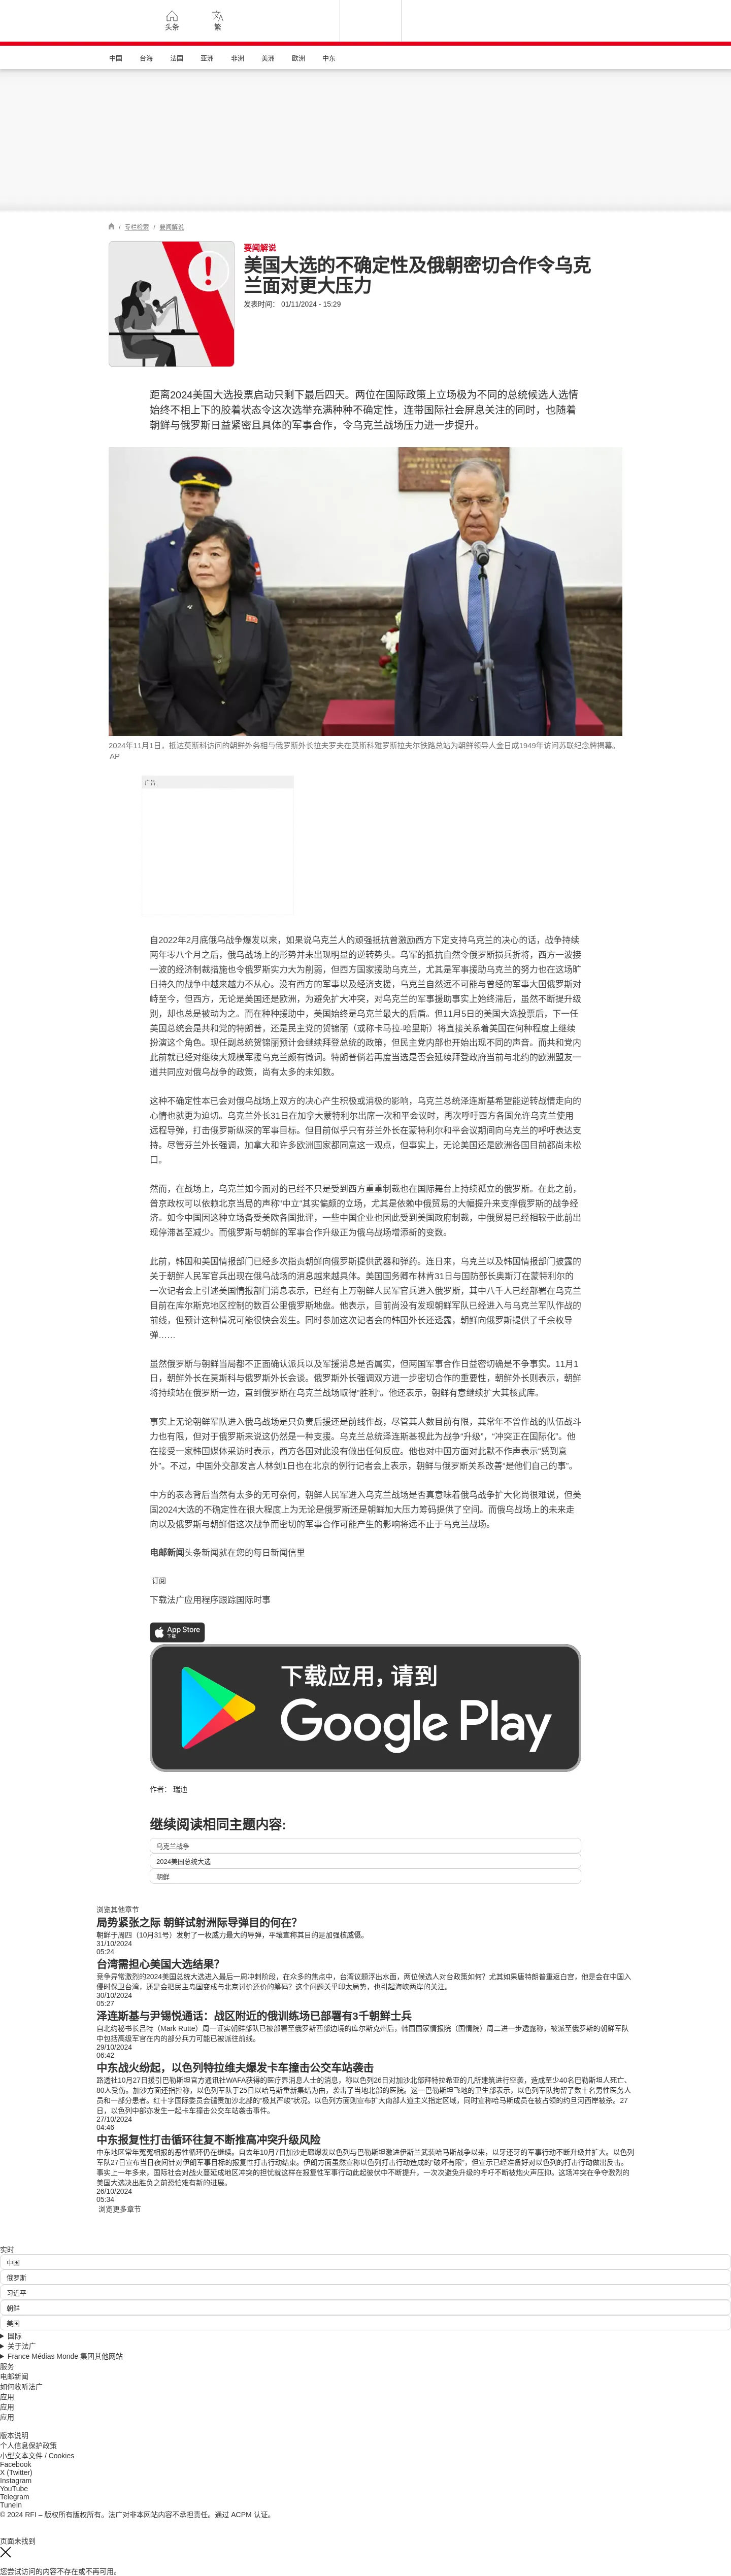 头条
繁
中国
台海
法国
亚洲
非洲
美洲
欧洲
中东
/ 专栏检索 / 要闻解说
要闻解说
美国大选的不确定性及俄朝密切合作令乌克
兰面对更大压力
发表时间： 01/11/2024 - 15:29
距离2024美国大选投票启动只剩下最后四天。两位在国际政策上立场极为不同的总统候选人选情
始终不相上下的胶着状态令这次选举充满种种不确定性，连带国际社会屏息关注的同时，也随着
朝鲜与俄罗斯日益紧密且具体的军事合作，令乌克兰战场压力进一步提升。
2024年11月1日，抵达莫斯科访问的朝鲜外务相与俄罗斯外长拉夫罗夫在莫斯科雅罗斯拉夫尔铁路总站为朝鲜领导人金日成1949年访问苏联纪念牌揭幕。
AP
广告
自2022年2月底俄乌战争爆发以来，如果说乌克兰人的顽强抵抗曾激励西方下定支持乌克兰的决心的话，战争持续
两年零八个月之后，俄乌战场上的形势并未出现明显的逆转势头。乌军的抵抗自然令俄罗斯损兵折将，西方一波接
一波的经济制裁措施也令俄罗斯实力大为削弱，但西方国家援助乌克兰，尤其是军事援助乌克兰的努力也在这场旷
日持久的战争中越来越力不从心。没有西方的军事以及经济支援，乌克兰自然远不可能与曾经的军事大国俄罗斯对
峙至今，但西方，无论是美国还是欧洲，为避免扩大冲突，对乌克兰的军事援助事实上始终滞后，虽然不断提升级
别，却也总是被动为之。而在种种援助中，美国始终是乌克兰最大的后盾。但11月5日的美国大选投票后，下一任
美国总统会是共和党的特朗普，还是民主党的贺锦丽（或称卡马拉-哈里斯）将直接关系着美国在何种程度上继续
扮演这个角色。现任副总统贺锦丽预计会继续拜登总统的政策，但民主党内部也开始出现不同的声音。而共和党内
此前就已经对继续大规模军援乌克兰颇有微词。特朗普倘若再度当选是否会延续拜登政府当前与北约的欧洲盟友一
道共同应对俄乌战争的政策，尚有太多的未知数。
这种不确定性本已会对俄乌战场上双方的决心产生积极或消极的影响，乌克兰总统泽连斯基希望能逆转战情走向的
心情也就更为迫切。乌克兰外长31日在加拿大蒙特利尔出席一次和平会议时，再次呼吁西方各国允许乌克兰使用
远程导弹，打击俄罗斯纵深的军事目标。但目前似乎只有芬兰外长在蒙特利尔和平会议期间向乌克兰的呼吁表达支
持。尽管芬兰外长强调，加拿大和许多欧洲国家都同意这一观点，但事实上，无论美国还是欧洲各国目前都尚未松
口。
然而，在战场上，乌克兰如今面对的已经不只是受到西方重重制裁也在国际舞台上持续孤立的俄罗斯。在此之前，
普京政权可以依赖北京当局的声称“中立”其实偏颇的立场，尤其是依赖中俄贸易的大幅提升来支撑俄罗斯的战争经
济。如今中国因这种立场备受美欧各国批评，一些中国企业也因此受到美国政府制裁，中俄贸易已经相较于此前出
现停滞甚至减少。而俄罗斯与朝鲜的军事合作升级正为俄乌战场增添新的变数。
此前，韩国和美国情报部门已经多次指责朝鲜向俄罗斯提供武器和弹药。连日来，乌克兰以及韩国情报部门披露的
关于朝鲜人民军官兵出现在俄乌战场的消息越来越具体。美国国务卿布林肯31日与国防部长奥斯汀在蒙特利尔的
一次记者会上引述美国情报部门消息表示，已经有上万朝鲜人民军官兵进入俄罗斯，其中八千人已经部署在乌克兰
目前在库尔斯克地区控制的数百公里俄罗斯地盘。他表示，目前尚没有发现朝鲜军队已经进入与乌克兰军队作战的
前线，但预计这种情况可能很快会发生。同时参加这次记者会的韩国外长还透露，朝鲜向俄罗斯提供了千余枚导
弹……
虽然俄罗斯与朝鲜当局都不正面确认派兵以及军援消息是否属实，但两国军事合作日益密切确是不争事实。11月1
日，朝鲜外长在莫斯科与俄罗斯外长会谈。俄罗斯外长强调双方进一步密切合作的重要性，朝鲜外长则表示，朝鲜
将持续站在俄罗斯一边，直到俄罗斯在乌克兰战场取得“胜利”。他还表示，朝鲜有意继续扩大其核武库。
事实上无论朝鲜军队进入俄乌战场是只负责后援还是前线作战，尽管其人数目前有限，其常年不曾作战的队伍战斗
力也有限，但对于俄罗斯来说这仍然是一种支援。乌克兰总统泽连斯基视此为战争“升级”，“冲突正在国际化”。他
在接受一家韩国媒体采访时表示，西方各国对此没有做出任何反应。他也对中国方面对此默不作声表示“感到意
外”。不过，中国外交部发言人林剑1日也在北京的例行记者会上表示，朝鲜与俄罗斯关系改善“是他们自己的事”。
中方的表态背后当然有太多的无可奈何，朝鲜人民军进入乌克兰战场是否真意味着俄乌战争扩大化尚很难说，但美
国2024大选的不确定性在很大程度上为无论是俄罗斯还是朝鲜加大压力筹码提供了空间。而俄乌战场上的未来走
向以及俄罗斯与朝鲜借这次战争而密切的军事合作可能产生的影响将远不止于乌克兰战场。
电邮新闻头条新闻就在您的每日新闻信里
订阅
下载法广应用程序跟踪国际时事
App Store
下载
下载应用，请到
Google Play
作者： 瑞迪
继续阅读相同主题内容:
乌克兰战争
2024美国总统大选
朝鲜
浏览其他章节
局势紧张之际 朝鲜试射洲际导弹目的何在？
朝鲜于周四（10月31号）发射了一枚威力最大的导弹，平壤宣称其目的是加强核威慑。
31/10/2024
05:24
台湾需担心美国大选结果？
竞争异常激烈的2024美国总统大选进入最后一周冲刺阶段，在众多的焦点中，台湾议题浮出水面，两位候选人对台政策如何？尤其如果唐特朗普重返白宫，他是会在中国入
侵时保卫台湾，还是会把民主岛国变成与北京讨价还价的筹码？这个问题关乎印太局势，也引起海峡两岸的关注。
30/10/2024
05:27
泽连斯基与尹锡悦通话：战区附近的俄训练场已部署有3千朝鲜士兵
自北约秘书长吕特（Mark Rutte）周一证实朝鲜部队已被部署至俄罗斯西部边境的库尔斯克州后，韩国国家情报院（国情院）周二进一步透露称，被派至俄罗斯的朝鲜军队
中包括高级军官在内的部分兵力可能已被派往前线。
29/10/2024
06:42
中东战火纷起，以色列特拉维夫爆发卡车撞击公交车站袭击
路透社10月27日援引巴勒斯坦官方通讯社WAFA获得的医疗界消息人士的消息，称以色列26日对加沙北部拜特拉希亚的几所建筑进行空袭，造成至少40名巴勒斯坦人死亡、
80人受伤。加沙方面还指控称，以色列军队于25日以哈马斯重新集结为由，袭击了当地北部的医院。这一巴勒斯坦飞地的卫生部表示，以色列军队拘留了数十名男性医务人
员和一部分患者。红十字国际委员会谴责加沙北部的“极其严峻”状况。以色列方面则宣布扩大南部人道主义指定区域，同时宣称哈马斯成员在被占领的约旦河西岸被杀。27
日，以色列中部亦发生一起卡车撞击公交车站袭击事件。
27/10/2024
04:46
中东报复性打击循环往复不断推高冲突升级风险
中东地区常年冤冤相报的恶性循环仍在继续。自去年10月7日加沙走廊爆发以色列与巴勒斯坦激进伊斯兰武装哈马斯战争以来，以牙还牙的军事行动不断升级并扩大。以色列
军队27日宣布当日夜间针对伊朗军事目标的报复性打击行动结束。伊朗方面虽然宣称以色列打击行动造成的“破坏有限”，但宣示已经准备好对以色列的打击行动做出反击。
事实上一年多来，国际社会对战火蔓延成地区冲突的担忧就这样在报复性军事行动此起彼伏中不断提升，一次次避免升级的呼吁不断被炮火声压抑。这场冲突在争夺激烈的
美国大选决出胜负之前恐怕难有新的进展。
26/10/2024
05:34
浏览更多章节
实时
中国
俄罗斯
习近平
朝鲜
美国
国际
关于法广
France Médias Monde 集团其他网站
服务
电邮新闻
如何收听法广
应用
应用
应用
版本说明
个人信息保护政策
小型文本文件 / Cookies
Facebook
X (Twitter)
Instagram
YouTube
Telegram
TuneIn
© 2024 RFI – 版权所有版权所有。法广对非本网站内容不承担责任。通过 ACPM 认证。
页面未找到
您尝试访问的内容不存在或不再可用。